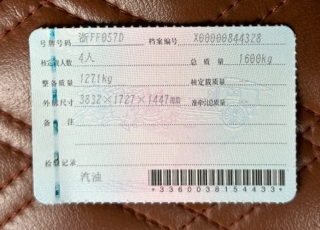 号牌号码 浙FF057D 档案编号 X00000844328
核定载人数 4人 总质量 1600kg
整备质量 1271kg 核定载质量
外廓尺寸 3832×1727×1447mm 准牵引总质量
备注
检验记录
汽油
*3360038154433*